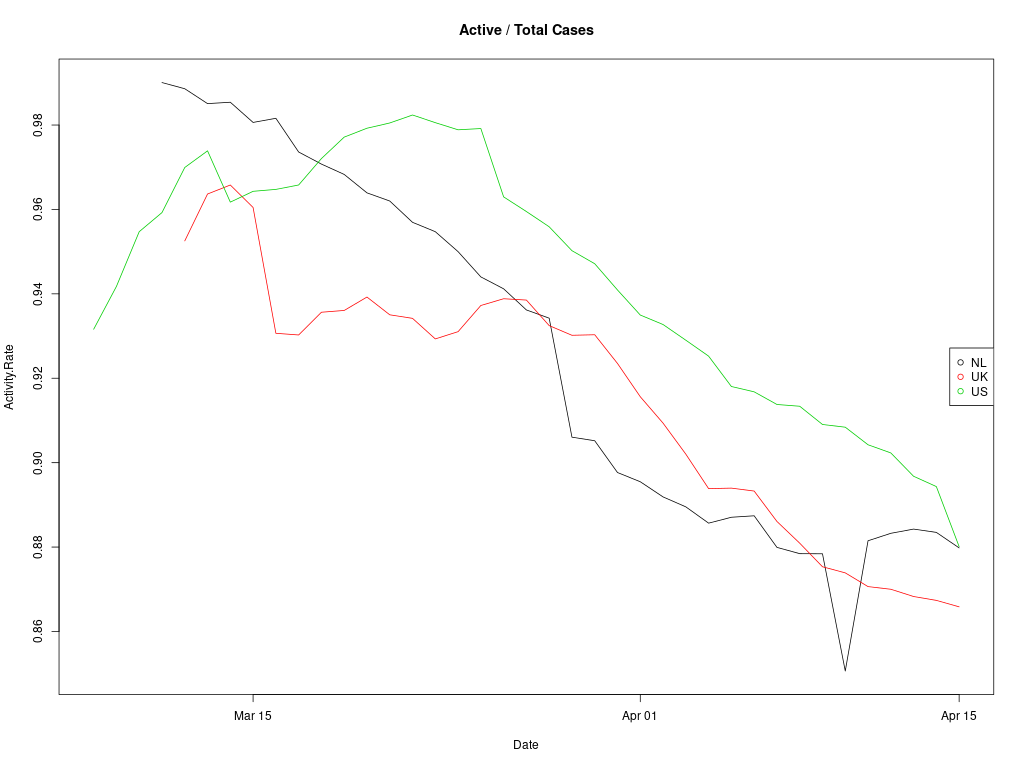 Active / Total Cases
Activity.Rate
0.98
0.96
0.94
0.92
0.90
0.88
0.86
NL
UK
US
Mar 15
Apr 01
Apr 15
Date